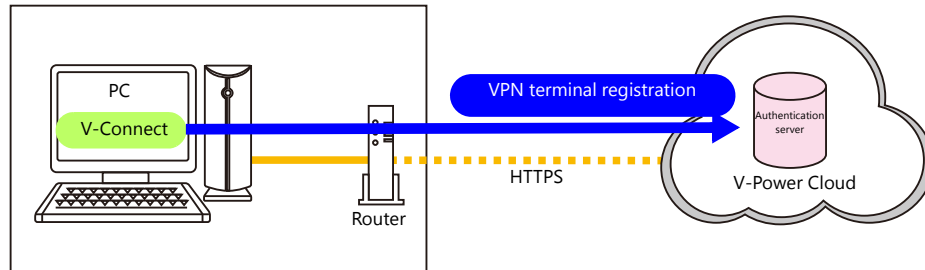 VPN terminal registration
PC
V-Connect
Authentication
server
HTTPS
V-Power Cloud
Router